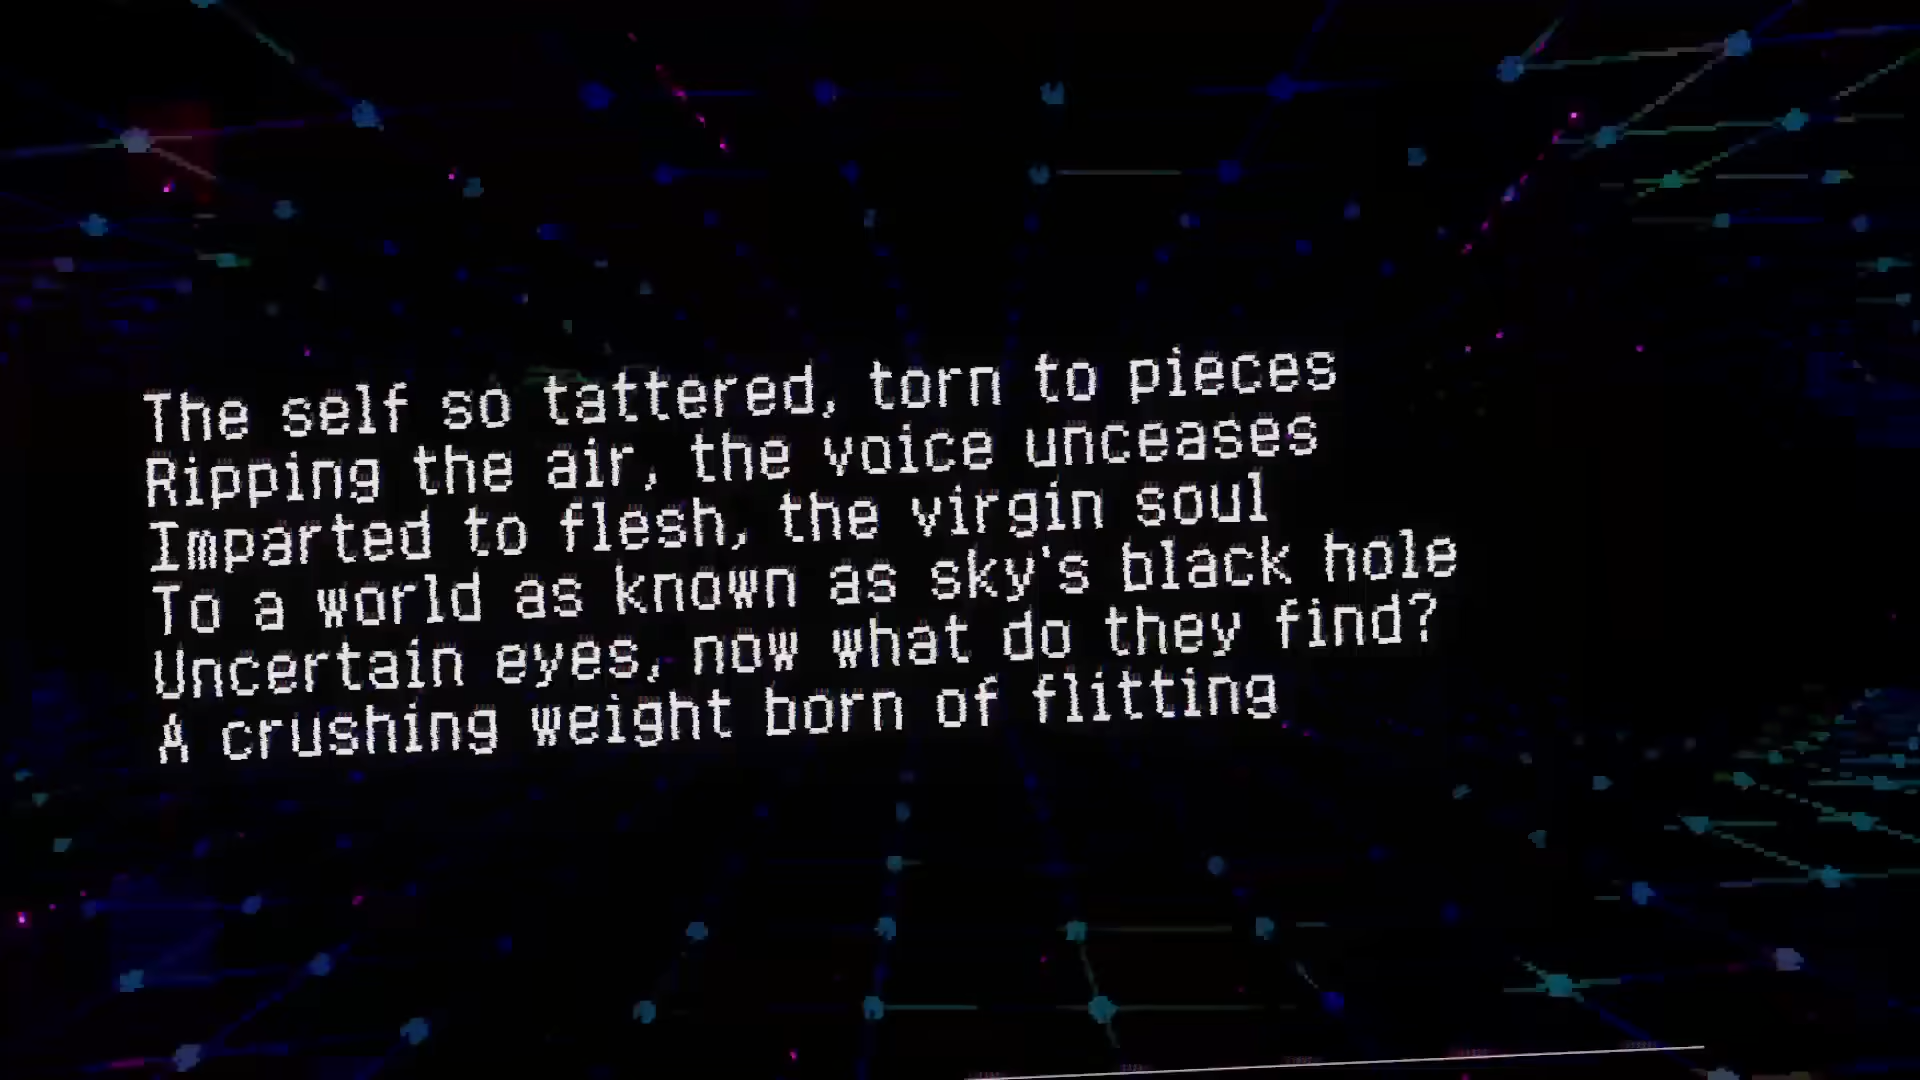 The self so tattered, torn to pieces
Ripping the air, the voice unceases
Imparted to flesh, the virgin soul
To a world as known as sky's black hole
Uncertain eyes, now what do they find?
A crushing weight born of flitting